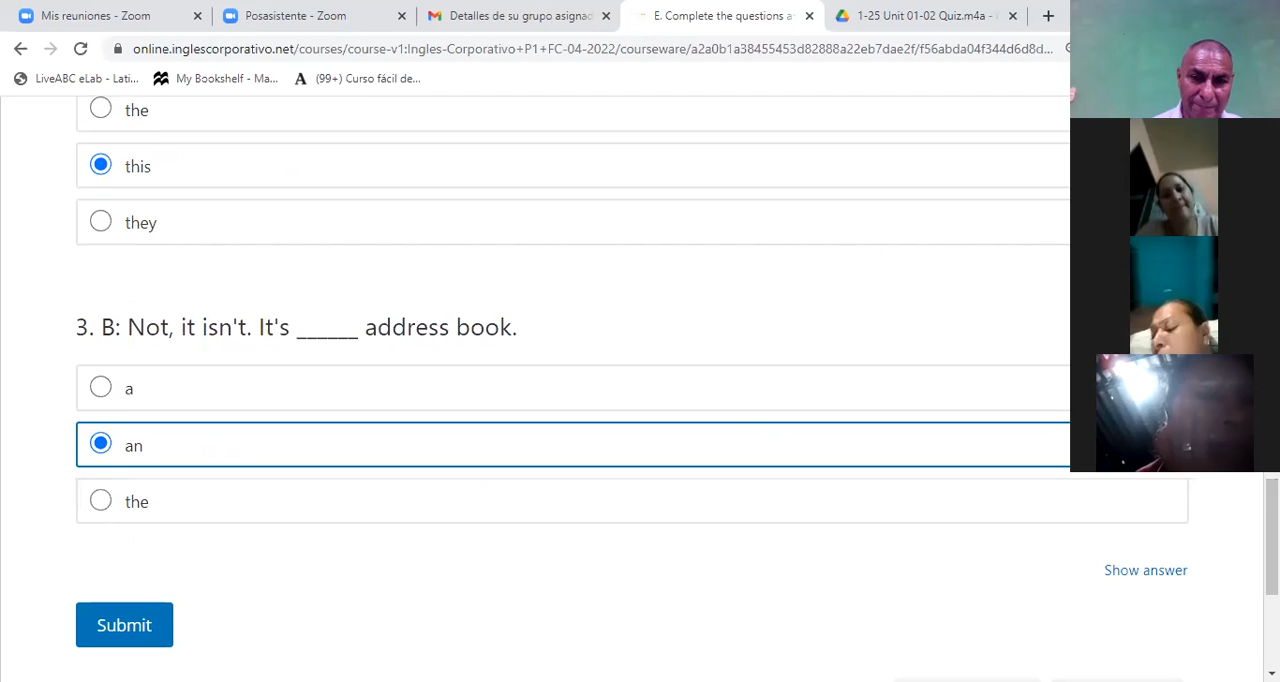 Mis reuniones - Zoom
Posasistente - Zoom
Detalles de su grupo asignad
E. Complete the questions a
1-25 Unit 01-02 Quiz.m4a -
online.inglescorporativo.net/courses/course-v1:Ingles-Corporativo+P1+FC-04-2022/courseware/a2a0b1a38455453d82888a22eb7dae2f/f56abda04f344d6d8d...
LiveABC eLab - Lati...
My Bookshelf - Ma...
(99+) Curso fácil de...
the
this
they
3. B: Not, it isn't. It's ______ address book.
a
an
the
Show answer
Submit